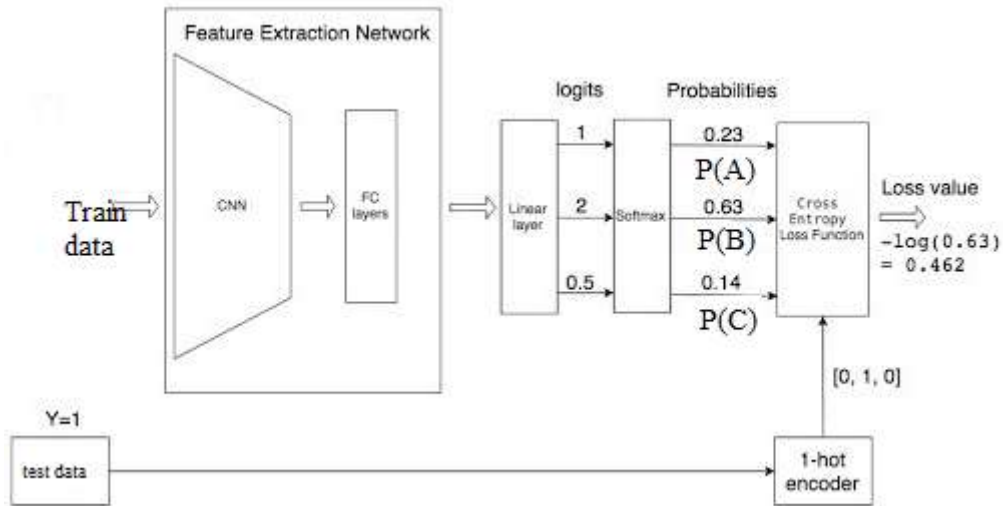 Feature Extraction Network
logits
Probabilities
1
0.23
P(A)
Train
data
CNN
FC
layers
Linear
layer
2
Softmax
0.63
P(B)
Cross
Entropy
Loss Function
Loss value
-log(0.63)
= 0.462
0.5
0.14
P(C)
[0, 1, 0]
Y=1
test data
1-hot
encoder